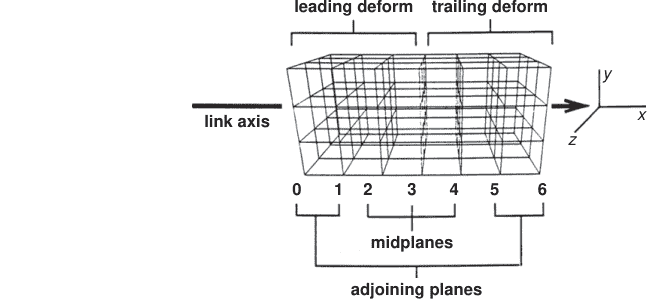 leading deform trailing deform
y
link axis
x
z
0 1 2 3 4 5 6
midplanes
adjoining planes